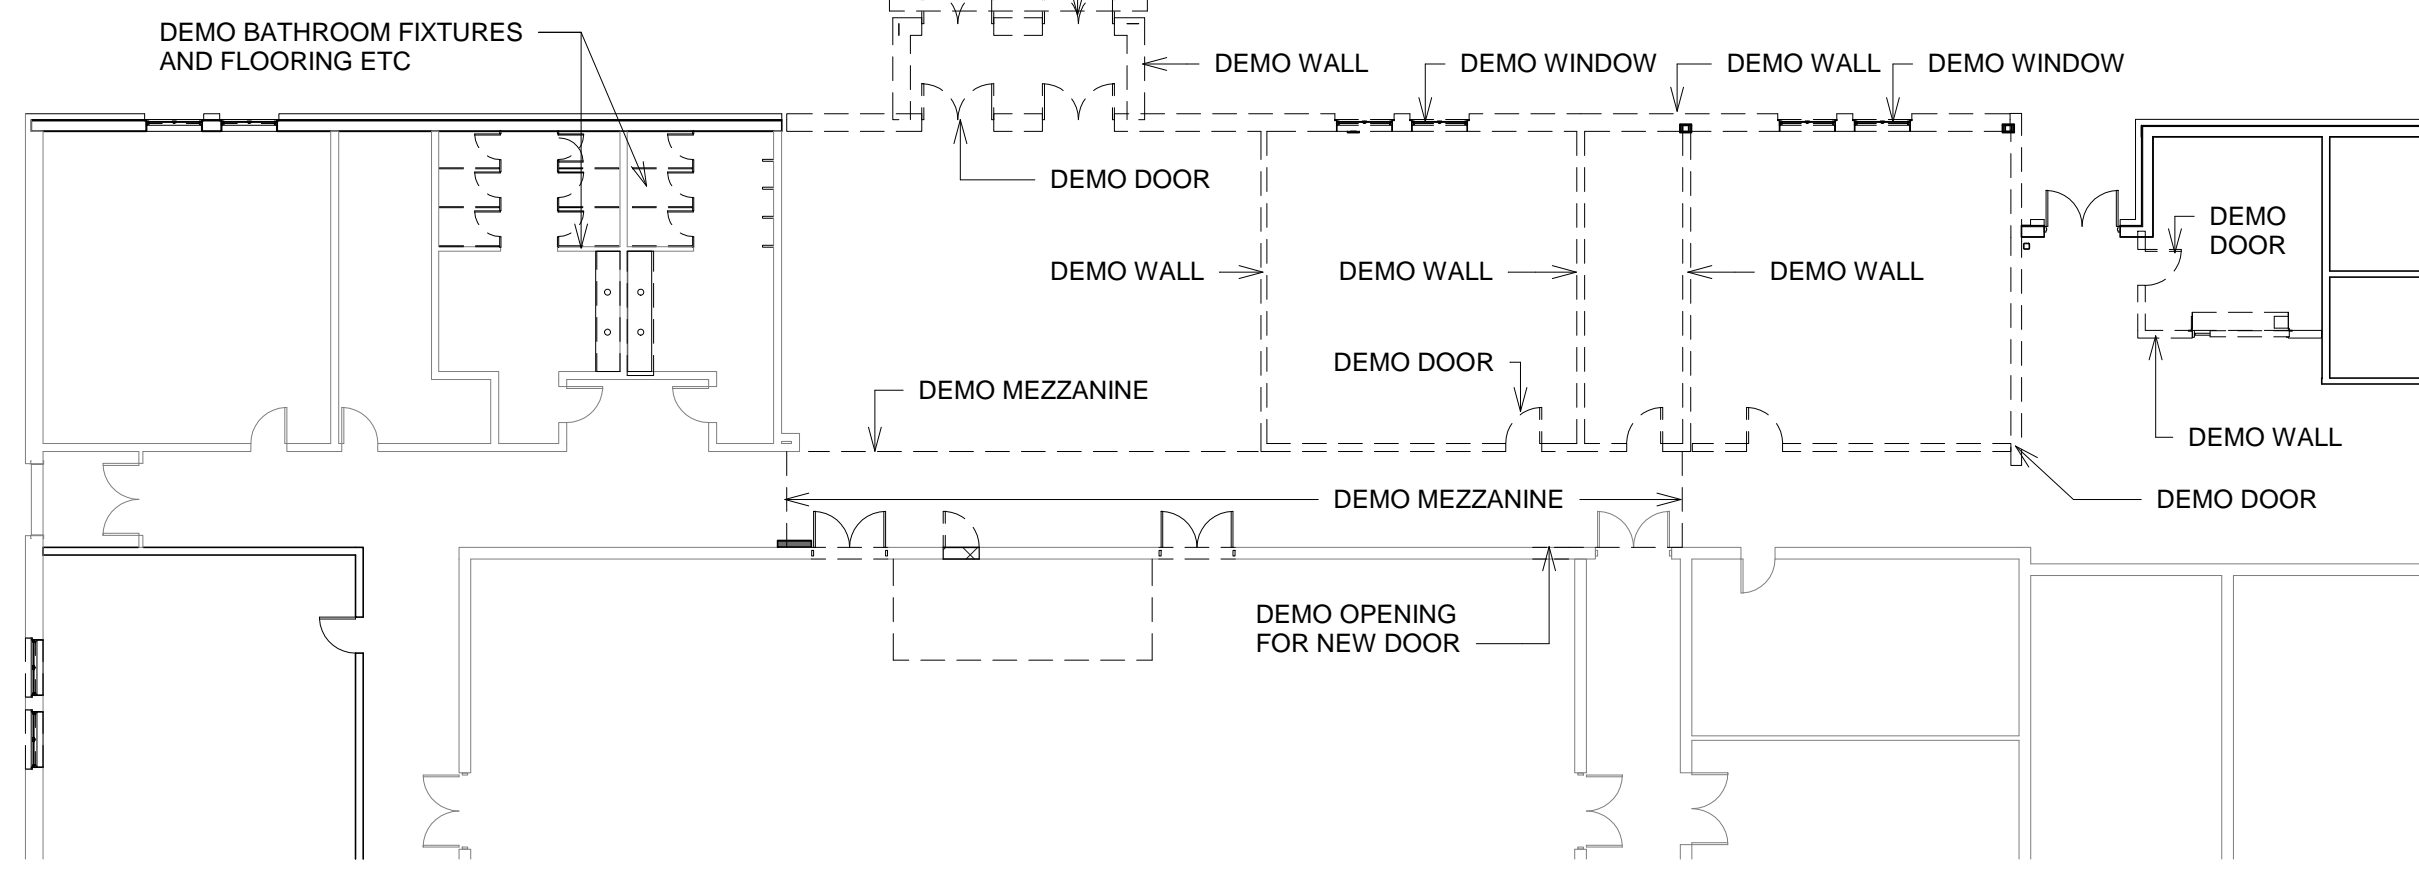 DEMO BATHROOM FIXTURES
AND FLOORING ETC
DEMO WALL
DEMO WINDOW
DEMO WALL
DEMO WINDOW
DEMO DOOR
DEMO
DOOR
DEMO WALL
DEMO WALL
DEMO WALL
DEMO DOOR
DEMO MEZZANINE
DEMO WALL
DEMO MEZZANINE
DEMO DOOR
DEMO OPENING
FOR NEW DOOR